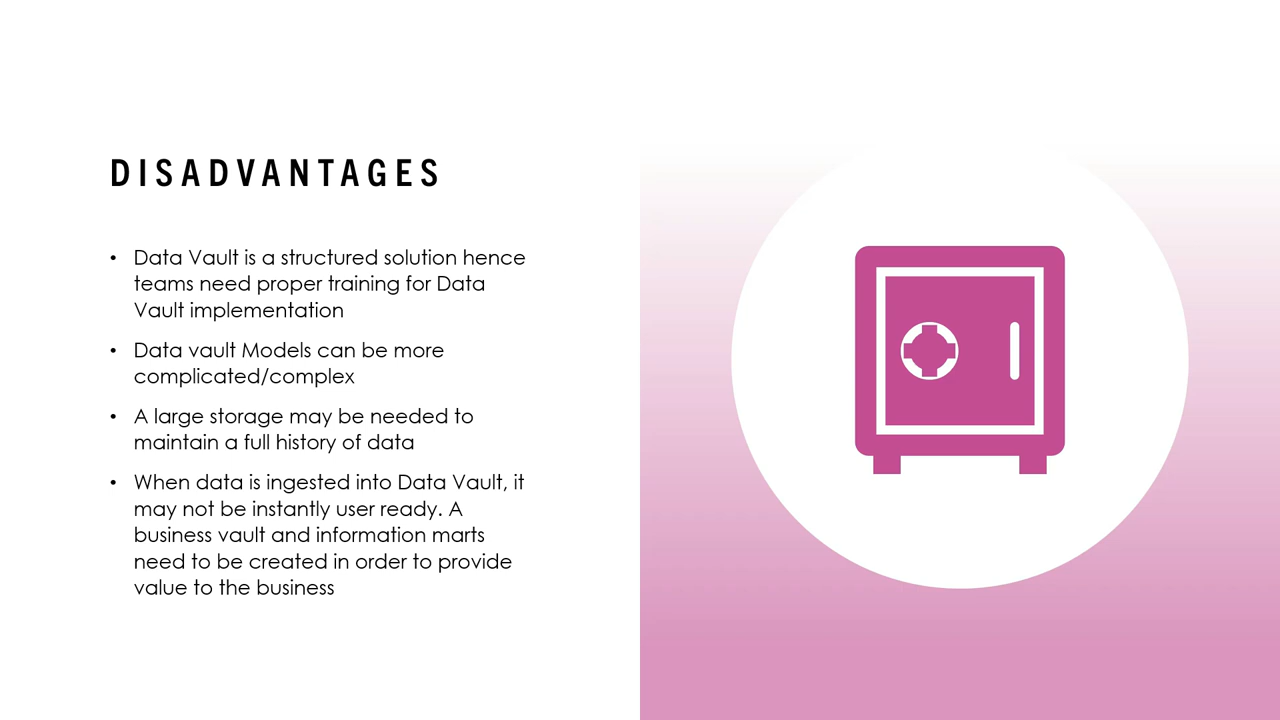 DISADVANTAGES
• Data Vault is a structured solution hence
teams need proper training for Data
Vault implementation
• Data vault Models can be more
complicated/complex
• A large storage may be needed to
maintain a full history of data
• When data is ingested into Data Vault, it
may not be instantly user ready. A
business vault and information marts
need to be created in order to provide
value to the business